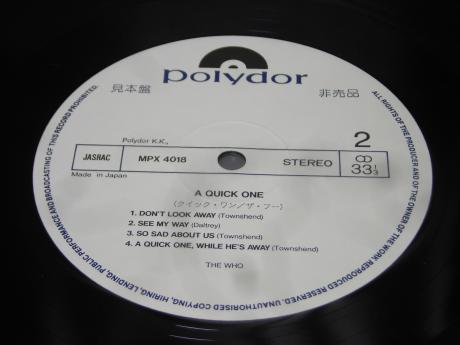 polydor
見本盤 非売品
Polydor K.K.,
2
JASRAC MPX 4018 STEREO CD 33 1/3
Made in Japan
A QUICK ONE
(クイック・ワン/ザ・フー)
1. DON'T LOOK AWAY (Townshend)
2. SEE MY WAY (Daltrey)
3. SO SAD ABOUT US (Townshend)
4. A QUICK ONE, WHILE HE'S AWAY (Townshend)
THE WHO
ALL RIGHTS OF THE PRODUCER AND OF THE OWNER OF THE WORK REPRODUCED RESERVED. UNAUTHORISED COPYING, HIRING, LENDING, PUBLIC PERFORMANCE AND BROADCASTING OF THIS RECORD PROHIBITED.